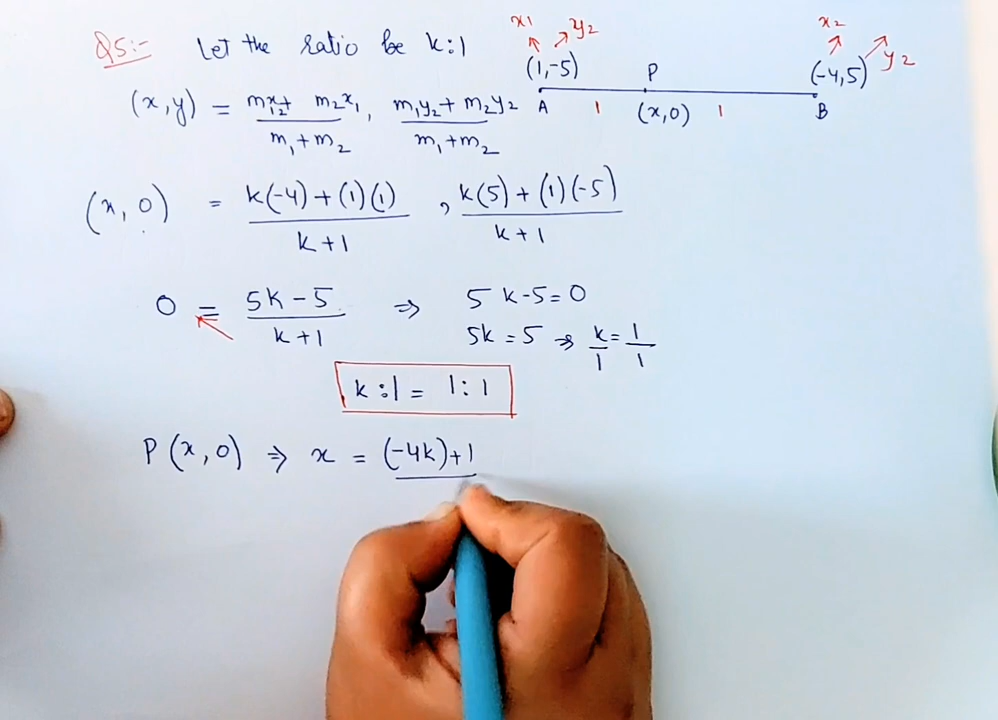 Q5:- Let the ratio be k:1
x1 y2 x2 y2
(1,-5) P (-4,5)
A 1 (x,0) 1 B
(x,y) = m1x2+ m2x1 / m1+m2 , m1y2+m2y2 / m1+m2
(x,0) = k(-4)+(1)(1) / k+1 , k(5)+(1)(-5) / k+1
0 = 5k-5 / k+1 ⇒ 5k-5=0
5k=5 ⇒ k/1 = 1/1
k:1 = 1:1
P(x,0) ⇒ x = (-4k)+1